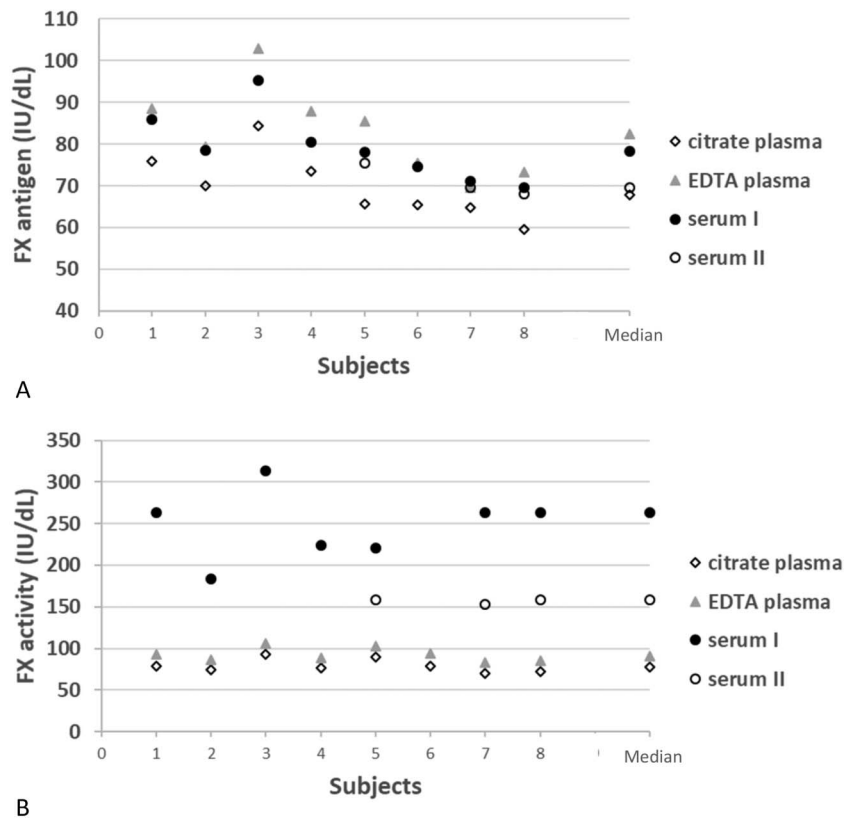 110
100
90
80
70
60
50
40
FX antigen (IU/dL)
0 1 2 3 4 5 6 7 8 Median
Subjects
citrate plasma
EDTA plasma
serum I
serum II
A
350
300
250
200
150
100
50
0
FX activity (IU/dL)
0 1 2 3 4 5 6 7 8 Median
Subjects
citrate plasma
EDTA plasma
serum I
serum II
B